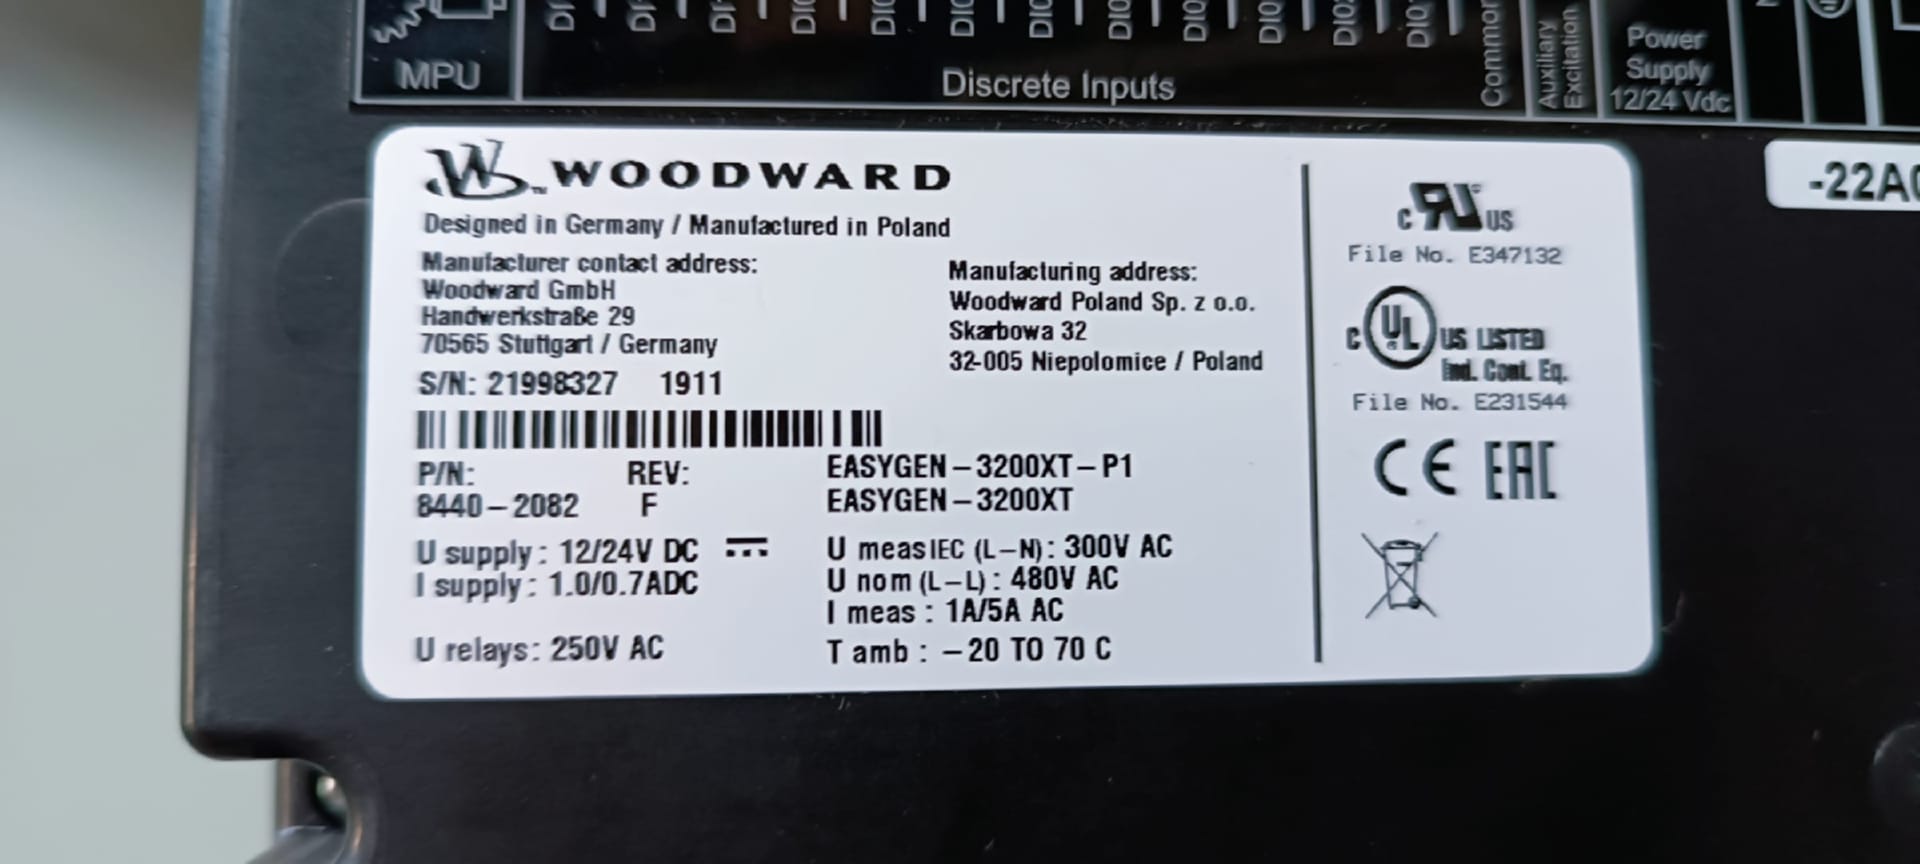 MPU
Discrete Inputs
Common
Auxiliary
Excitation
Power
Supply
12/24 Vdc
WOODWARD
Designed in Germany / Manufactured in Poland
Manufacturer contact address:
Woodward GmbH
Handwerkstraße 29
70565 Stuttgart / Germany
Manufacturing address:
Woodward Poland Sp. z o.o.
Skarbowa 32
32-005 Niepolomice / Poland
S/N: 21998327 1911
P/N: REV:
8440-2082 F
EASYGEN-3200XT-P1
EASYGEN-3200XT
U supply: 12/24V DC
I supply: 1.0/0.7ADC
U relays: 250V AC
U meas IEC (L-N): 300V AC
U nom (L-L): 480V AC
I meas : 1A/5A AC
T amb : -20 TO 70 C
c RU US
File No. E347132
c UL US LISTED
Ind. Cont. Eq.
File No. E231544
CE EAC